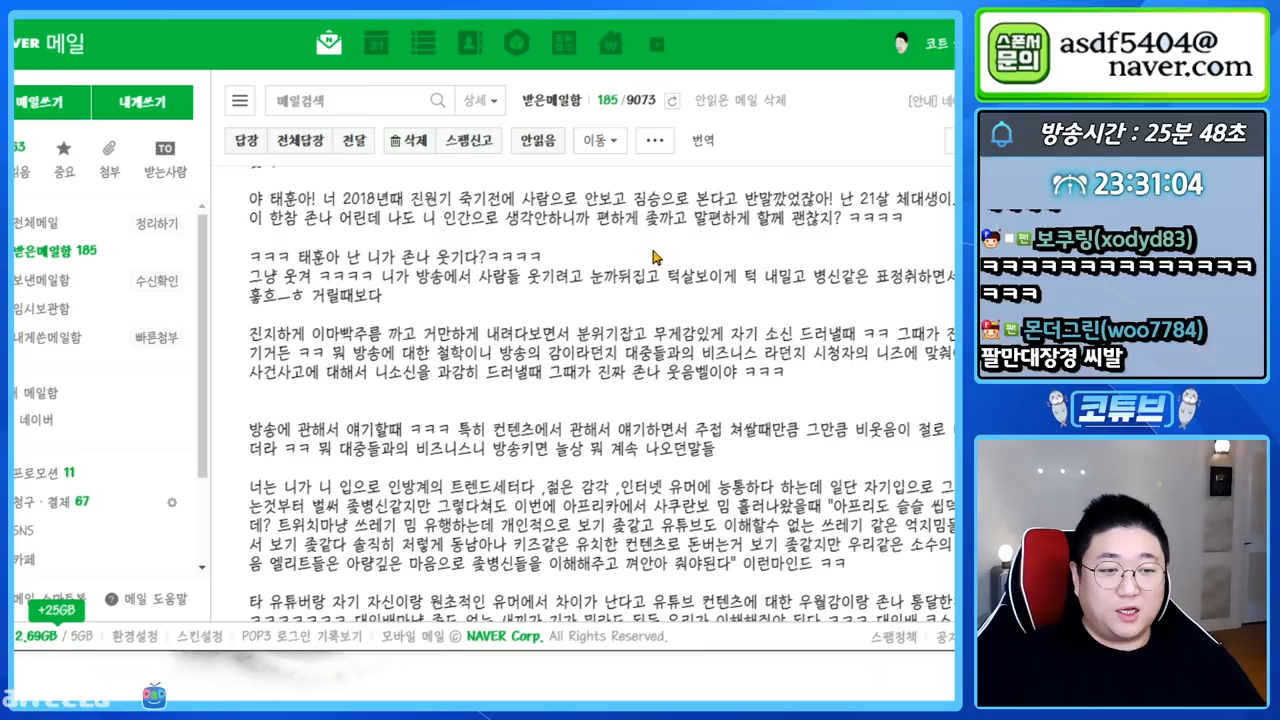 VER 메일
코트
메일쓰기 내게쓰기
메일검색 상세 받은메일함 185/9073 안읽은 메일 삭제 [안내]
답장 전체답장 전달 삭제 스팸신고 안읽음 이동 ... 번역
중요 첨부 TO 받는사람
전체메일 정리하기
받은메일함 185
보낸메일함 수신확인
임시보관함
내게쓴메일함 빠른첨부
메일함
네이버
프로모션 11
청구·결제 67
SNS
카페
메일 도움말
+25GB
야 태훈아! 너 2018년때 진원기 죽기전에 사람으로 안보고 짐승으로 본다고 반말깠었잖아! 난 21살 체대생이
이 한참 존나 어린데 나도 니 인간으로 생각안하니까 편하게 좆까고 말편하게 할께 괜찮지? ㅋㅋㅋㅋ
ㅋㅋㅋ 태훈아 난 니가 존나 웃기다?ㅋㅋㅋㅋ
그냥 웃겨 ㅋㅋㅋㅋ 니가 방송에서 사람들 웃기려고 눈까뒤집고 턱살보이게 턱 내밀고 병신같은 표정취하면서
훟흐ㅡㅎ 거릴때보다
진지하게 이마빡주름 까고 거만하게 내려다보면서 분위기잡고 무게감있게 자기 소신 드러낼때 ㅋㅋ 그때가
기거든 ㅋㅋ 뭐 방송에 대한 철학이니 방송의 감이라던지 대중들과의 비즈니스 라던지 시청자의 니즈에 맞춰
사건사고에 대해서 니소신을 과감히 드러낼때 그때가 진짜 존나 웃음벨이야 ㅋㅋㅋ
방송에 관해서 얘기할때 ㅋㅋ 특히 컨텐츠에서 관해서 얘기하면서 주접 쳐쌀때만큼 그만큼 비웃음이 절로
더라 ㅋㅋ 뭐 대중들과의 비즈니스니 방송키면 늘상 뭐 계속 나오던말들
너는 니가 니 입으로 인방계의 트렌드세터다 ,젊은 감각 ,인터넷 유머에 능통하다 하는데 일단 자기입으로 그
는것부터 벌써 좆병신같지만 그렇다쳐도 이번에 아프리카에서 사쿠란보 밈 흘러나왔을때 "아프리도 슬슬 씹덕
데? 트위치마냥 쓰레기 밈 유행하는데 개인적으로 보기 좆같고 유튜브도 이해할수 없는 쓰레기 같은 억지밈들
서 보기 좆같다 솔직히 저렇게 동남아나 키즈같은 유치한 컨텐츠로 돈버는거 보기 좆같지만 우리같은 소수의
음 엘리트들은 아량깊은 마음으로 좆병신들을 이해해주고 껴안아 줘야된다" 이런마인드 ㅋㅋ
타 유튜버랑 자기 자신이랑 원초적인 유머에서 차이가 난다고 유튜브 컨텐츠에 대한 우월감이랑 존나 통달한
2.69GB / 5GB 환경설정 스킨설정 POP3 로그인 기록보기 모바일 메일 ⓒ NAVER Corp. All Rights Reserved. 스팸정책
스폰서
문의
asdf5404@
naver.com
방송시간 : 25분 48초
23:31:04
팬 보쿠링(xodyd83)
ㅋㅋㅋㅋㅋㅋㅋㅋㅋㅋㅋㅋㅋ
ㅋㅋㅋ
팬 몬더그린(woo7784)
팔만대장경 씨발
코튜브